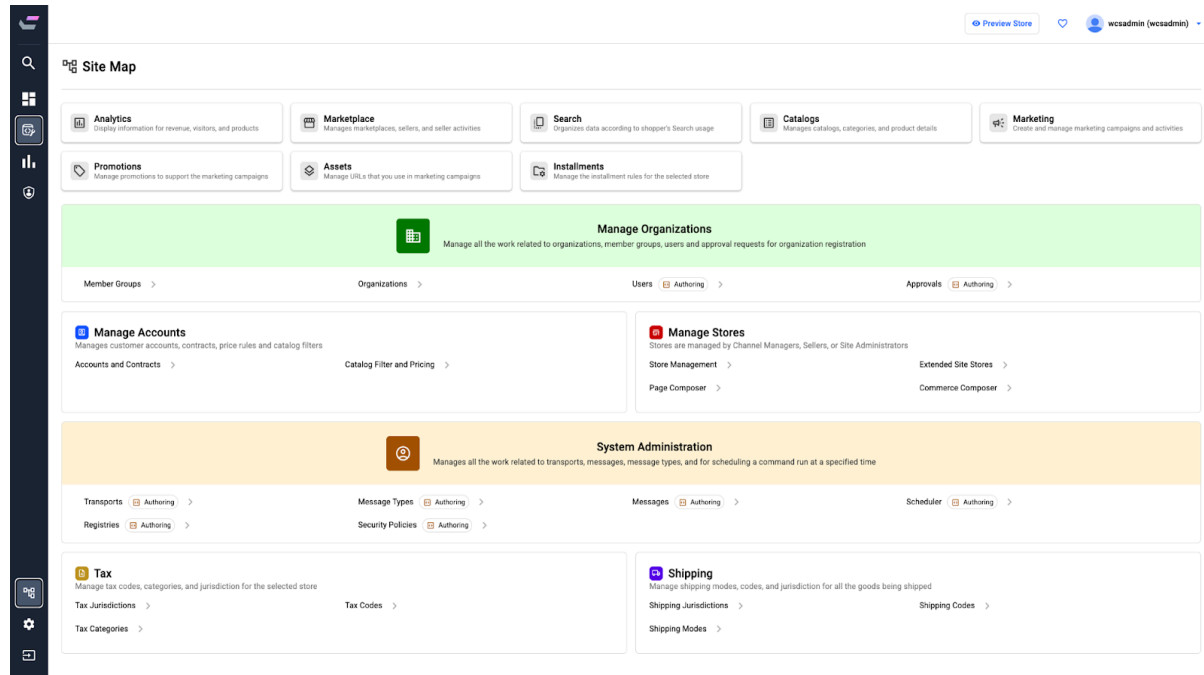 Preview Store
wcsadmin (wcsadmin)
Site Map
Analytics
Display information for revenue, visitors, and products
Marketplace
Manages marketplaces, sellers, and seller activities
Search
Organizes data according to shopper's Search usage
Catalogs
Manages catalogs, categories, and product details
Marketing
Create and manage marketing campaigns and activities
Promotions
Manage promotions to support the marketing campaigns
Assets
Manage URLs that you use in marketing campaigns
Installments
Manage the installment rules for the selected store
Manage Organizations
Manage all the work related to organizations, member groups, users and approval requests for organization registration
Member Groups
Organizations
Users Authoring
Approvals Authoring
Manage Accounts
Manages customer accounts, contracts, price rules and catalog filters
Accounts and Contracts
Catalog Filter and Pricing
Manage Stores
Stores are managed by Channel Managers, Sellers, or Site Administrators
Store Management
Extended Site Stores
Page Composer
Commerce Composer
System Administration
Manages all the work related to transports, messages, message types, and for scheduling a command run at a specified time
Transports Authoring
Message Types Authoring
Messages Authoring
Scheduler Authoring
Registries Authoring
Security Policies Authoring
Tax
Manage tax codes, categories, and jurisdiction for the selected store
Tax Jurisdictions
Tax Codes
Tax Categories
Shipping
Manage shipping modes, codes, and jurisdiction for all the goods being shipped
Shipping Jurisdictions
Shipping Codes
Shipping Modes